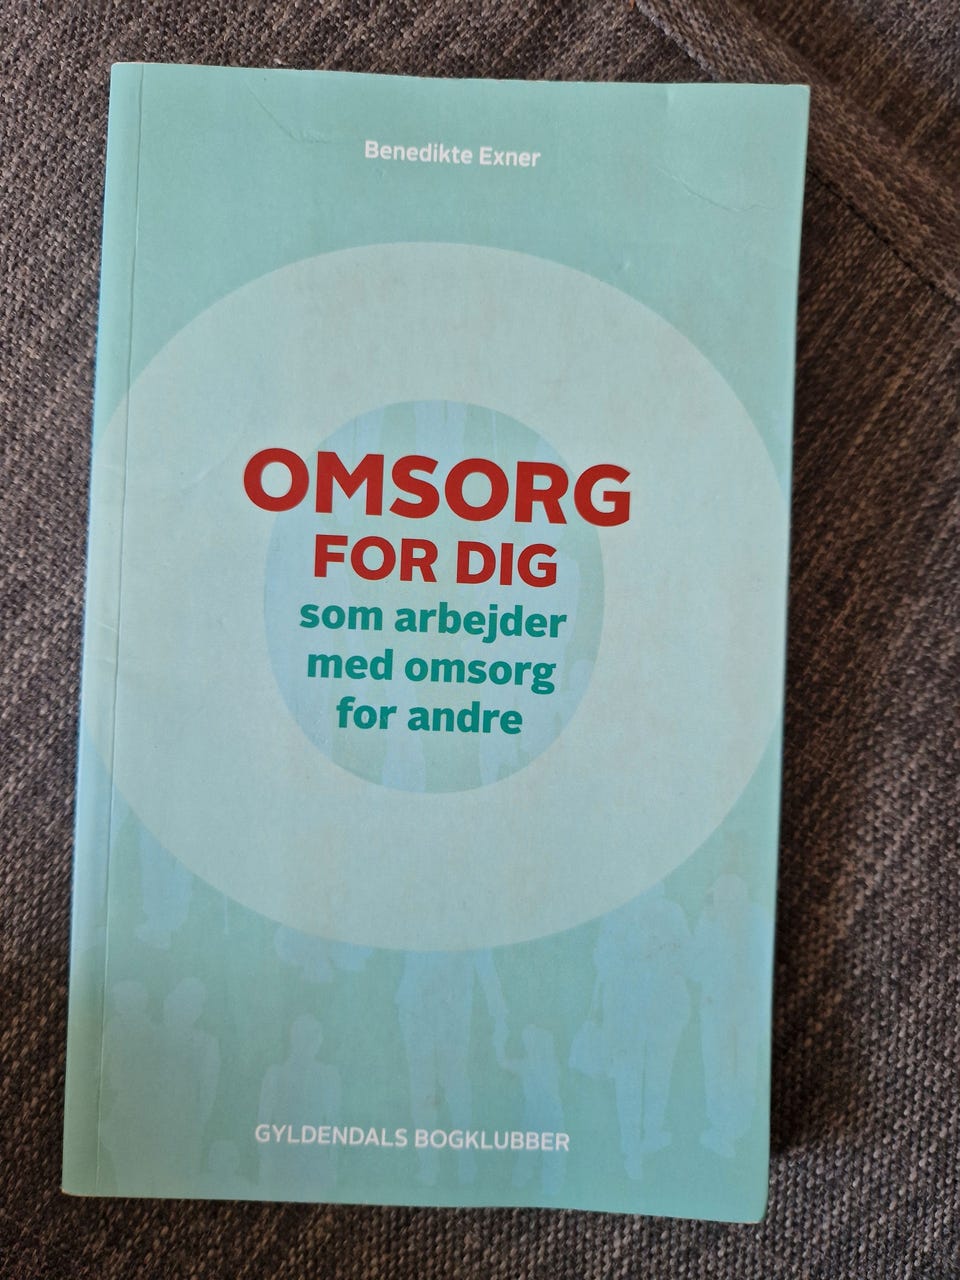 Benedikte Exner
OMSORG
FOR DIG
som arbejder
med omsorg
for andre
GYLDENDALS BOGKLUBBER